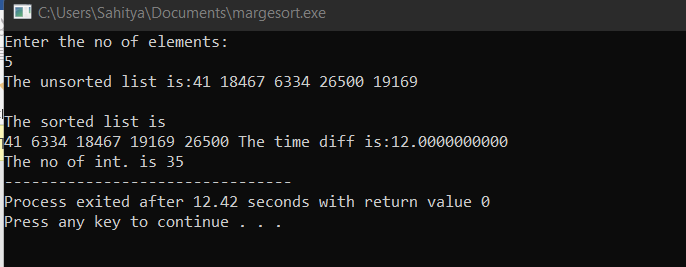 C:\Users\Sahitya\Documents\margesort.exe
Enter the no of elements:
5
The unsorted list is:41 18467 6334 26500 19169
The sorted list is
41 6334 18467 19169 26500 The time diff is:12.0000000000
The no of int. is 35
--------------------------------
Process exited after 12.42 seconds with return value 0
Press any key to continue . . .